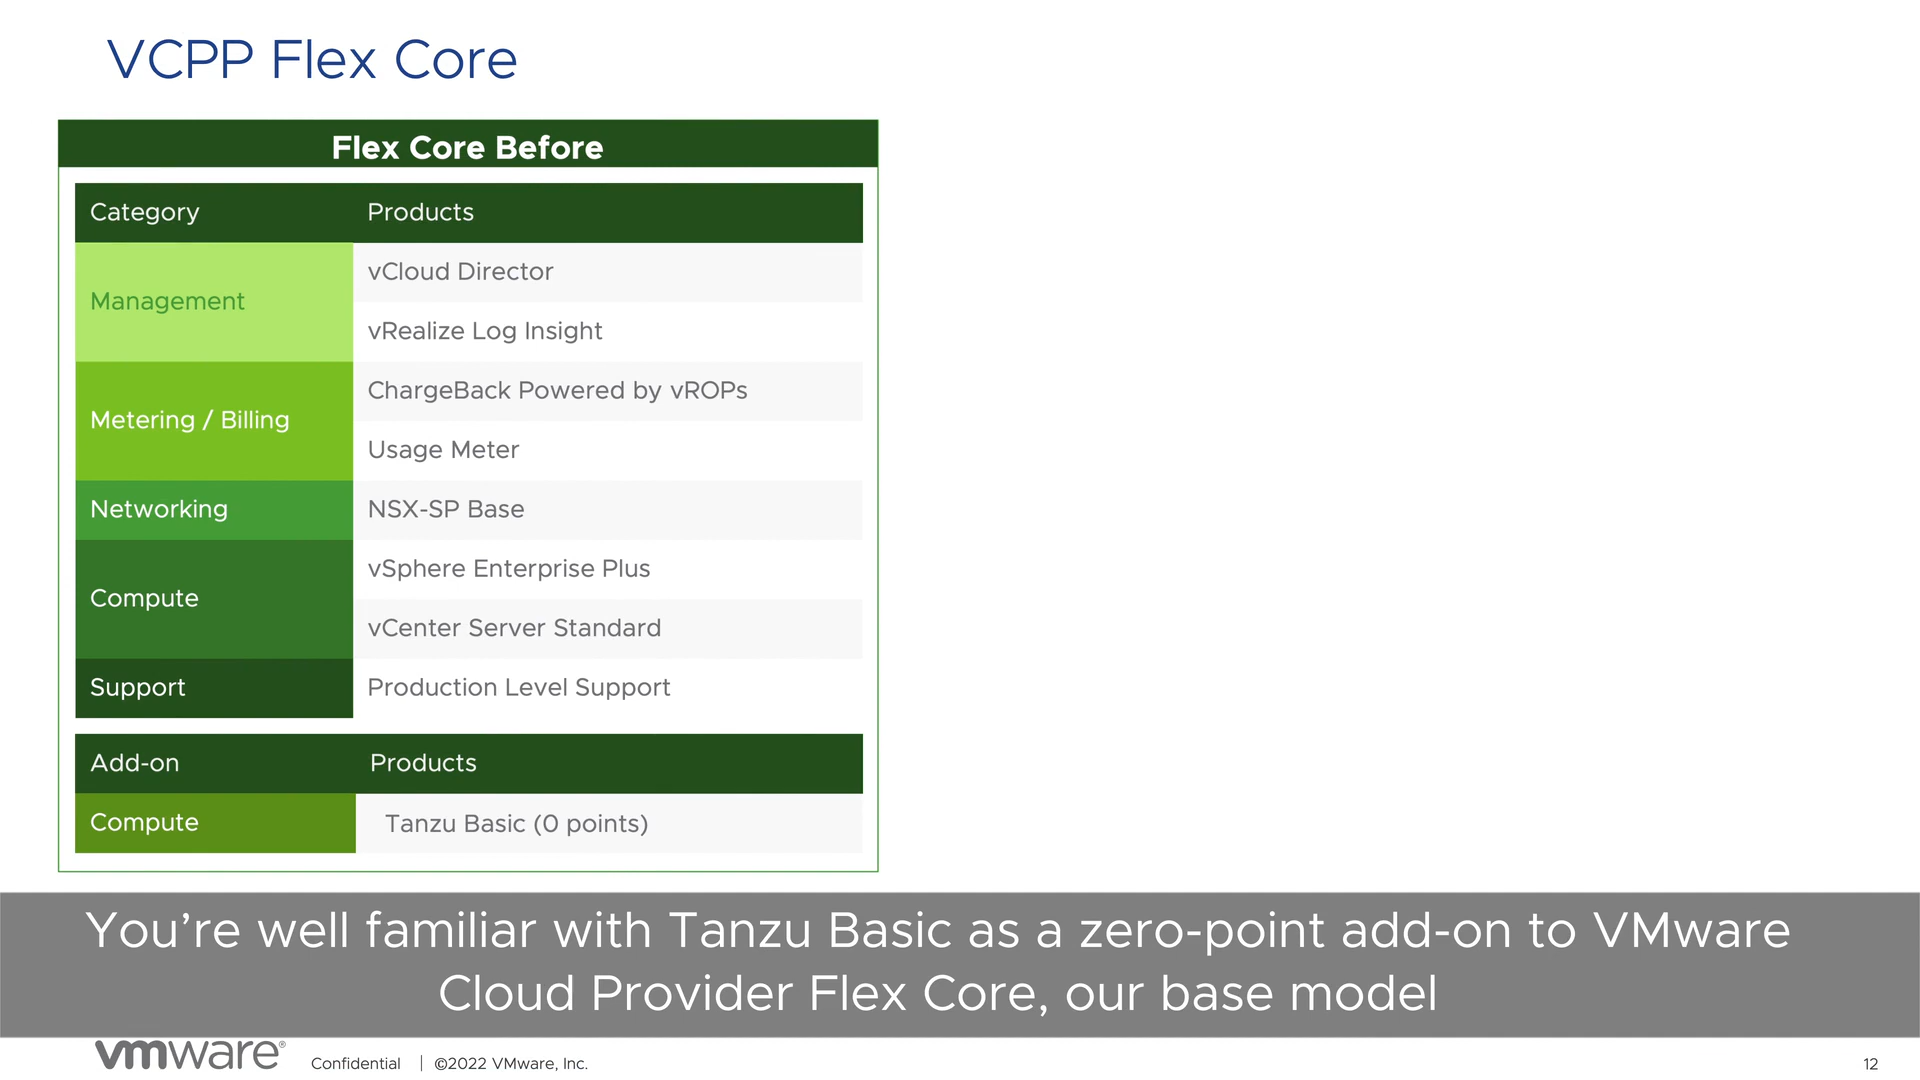 VCPP Flex Core
Flex Core Before
Category Products
Management
vCloud Director
vRealize Log Insight
Metering / Billing
ChargeBack Powered by vROPs
Usage Meter
Networking NSX-SP Base
Compute
vSphere Enterprise Plus
vCenter Server Standard
Support Production Level Support
Add-on Products
Compute Tanzu Basic (0 points)
You’re well familiar with Tanzu Basic as a zero-point add-on to VMware
Cloud Provider Flex Core, our base model
vmware® Confidential | ©2022 VMware, Inc. 12